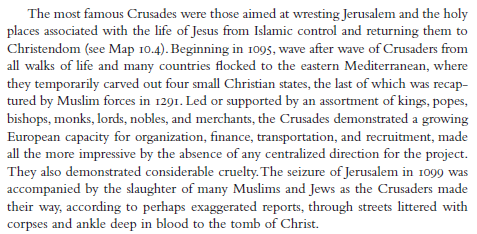 The most famous Crusades were those aimed at wresting Jerusalem and the holy
places associated with the life of Jesus from Islamic control and returning them to
Christendom (see Map 10.4). Beginning in 1095, wave after wave of Crusaders from
all walks of life and many countries flocked to the eastern Mediterranean, where
they temporarily carved out four small Christian states, the last of which was recap-
tured by Muslim forces in 1291. Led or supported by an assortment of kings, popes,
bishops, monks, lords, nobles, and merchants, the Crusades demonstrated a growing
European capacity for organization, finance, transportation, and recruitment, made
all the more impressive by the absence of any centralized direction for the project.
They also demonstrated considerable cruelty. The seizure of Jerusalem in 1099 was
accompanied by the slaughter of many Muslims and Jews as the Crusaders made
their way, according to perhaps exaggerated reports, through streets littered with
corpses and ankle deep in blood to the tomb of Christ.